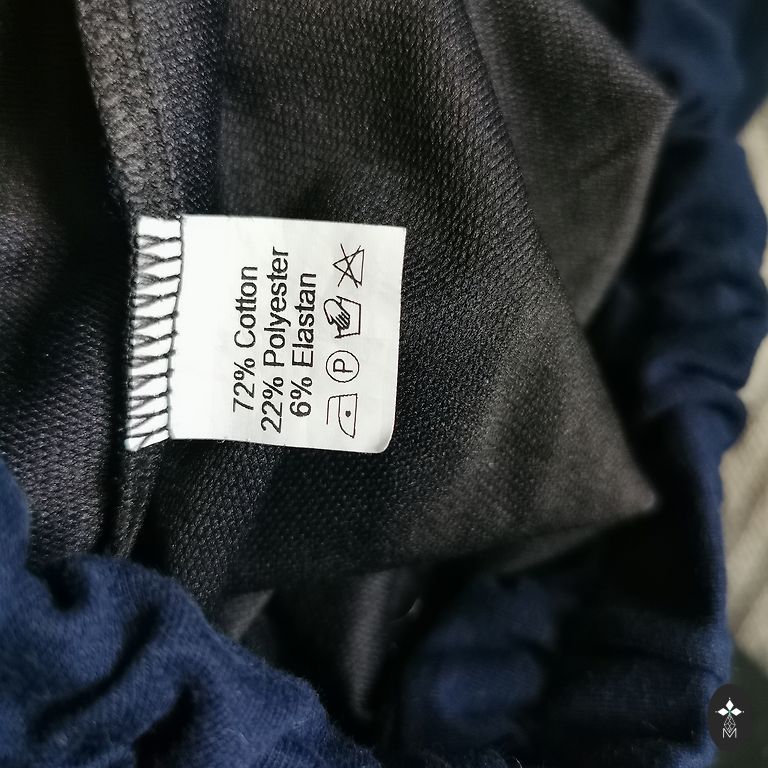 72% Cotton
22% Polyester
6% Elastan
P
M